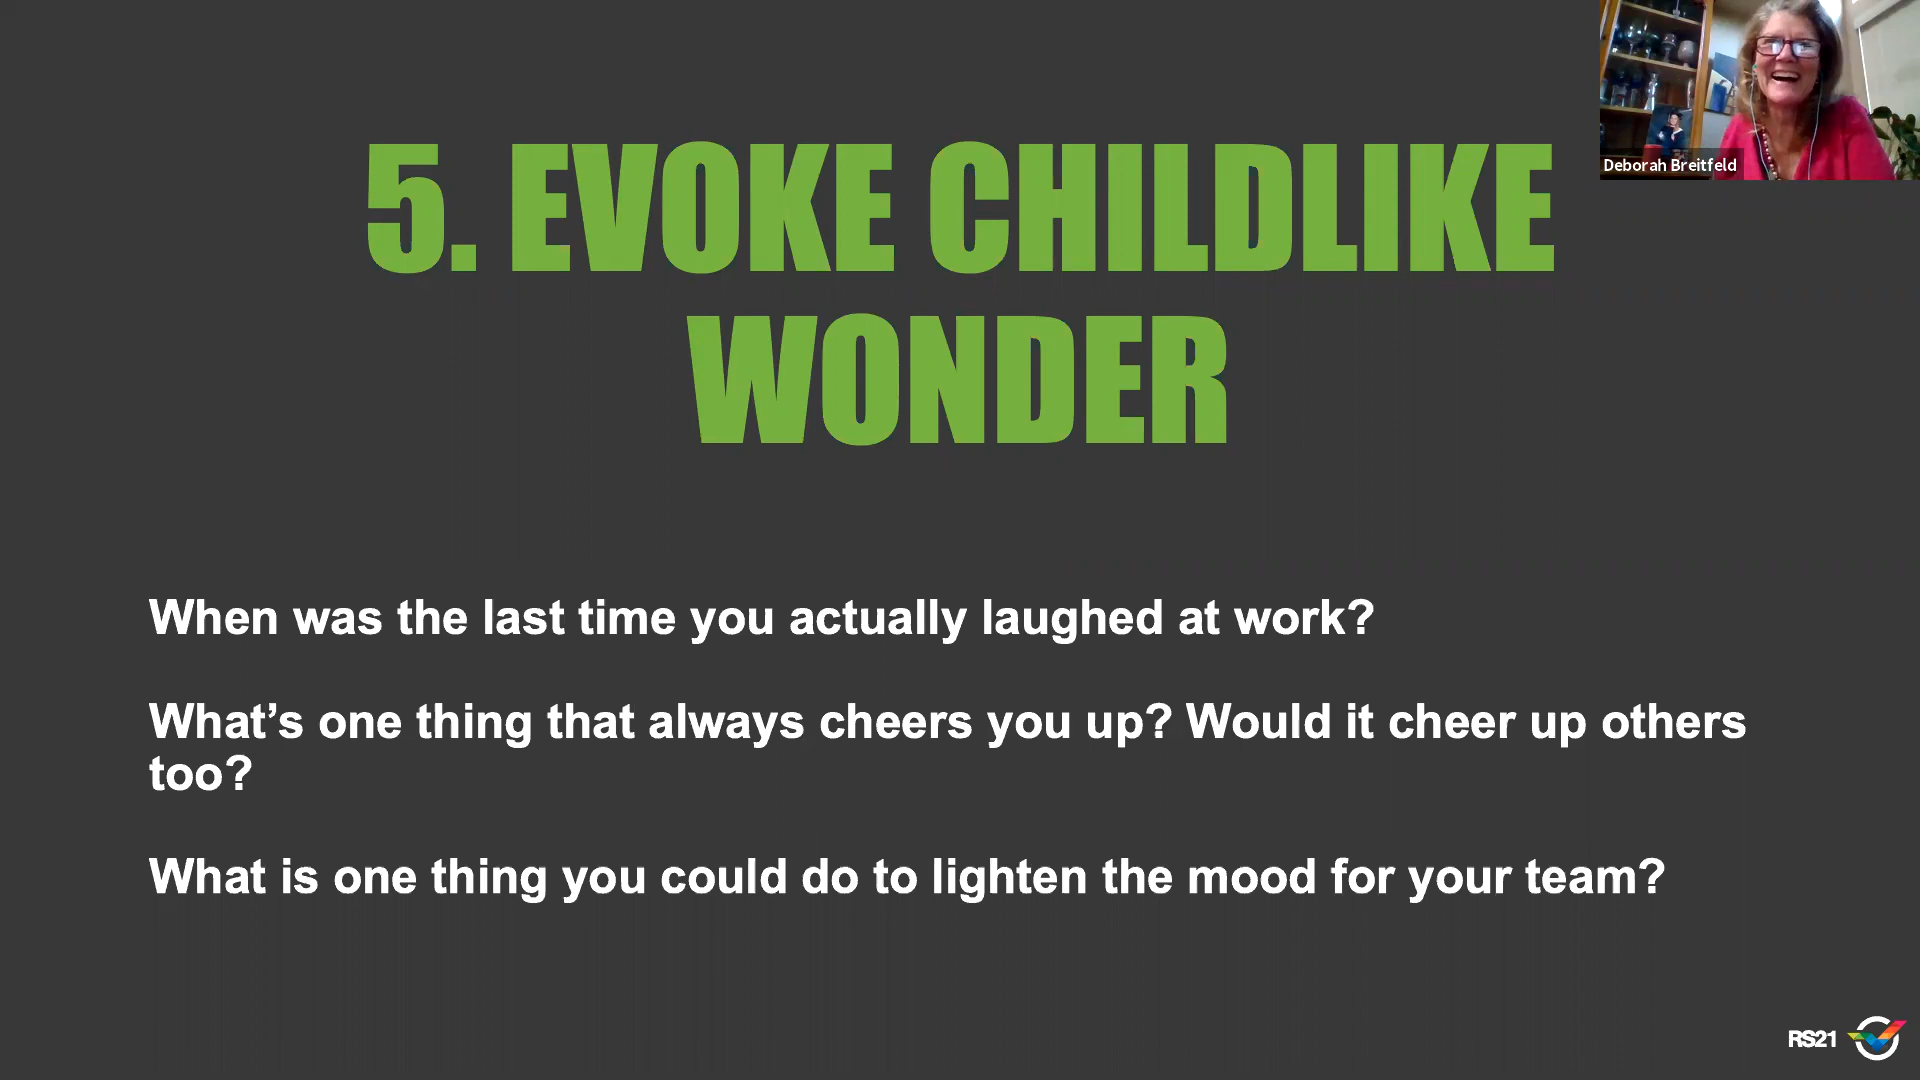 5. EVOKE CHILDLIKE
WONDER
Deborah Breitfeld
When was the last time you actually laughed at work?
What’s one thing that always cheers you up? Would it cheer up others
too?
What is one thing you could do to lighten the mood for your team?
RS21